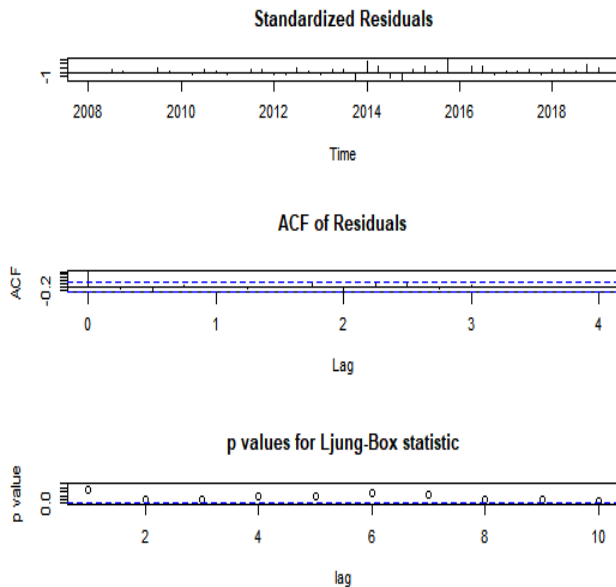 Standardized Residuals
-1
2008 2010 2012 2014 2016 2018
Time
ACF of Residuals
ACF
-0.2
0 1 2 3 4
Lag
p values for Ljung-Box statistic
p value
0.0
2 4 6 8 10
lag